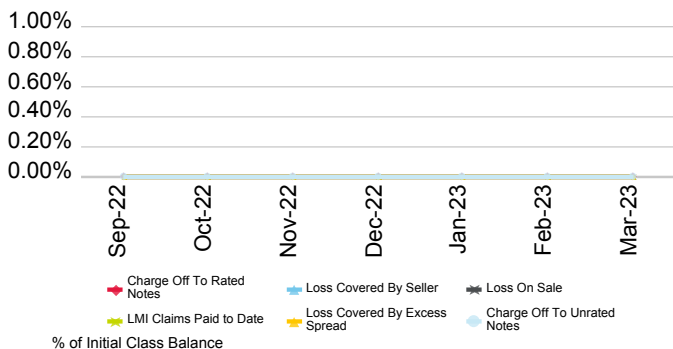 1.00%
0.80%
0.60%
0.40%
0.20%
0.00%
Sep-22
Oct-22
Nov-22
Dec-22
Jan-23
Feb-23
Mar-23
Charge Off To Rated
Notes
Loss Covered By Seller
Loss On Sale
LMI Claims Paid to Date
Loss Covered By Excess
Spread
Charge Off To Unrated
Notes
% of Initial Class Balance